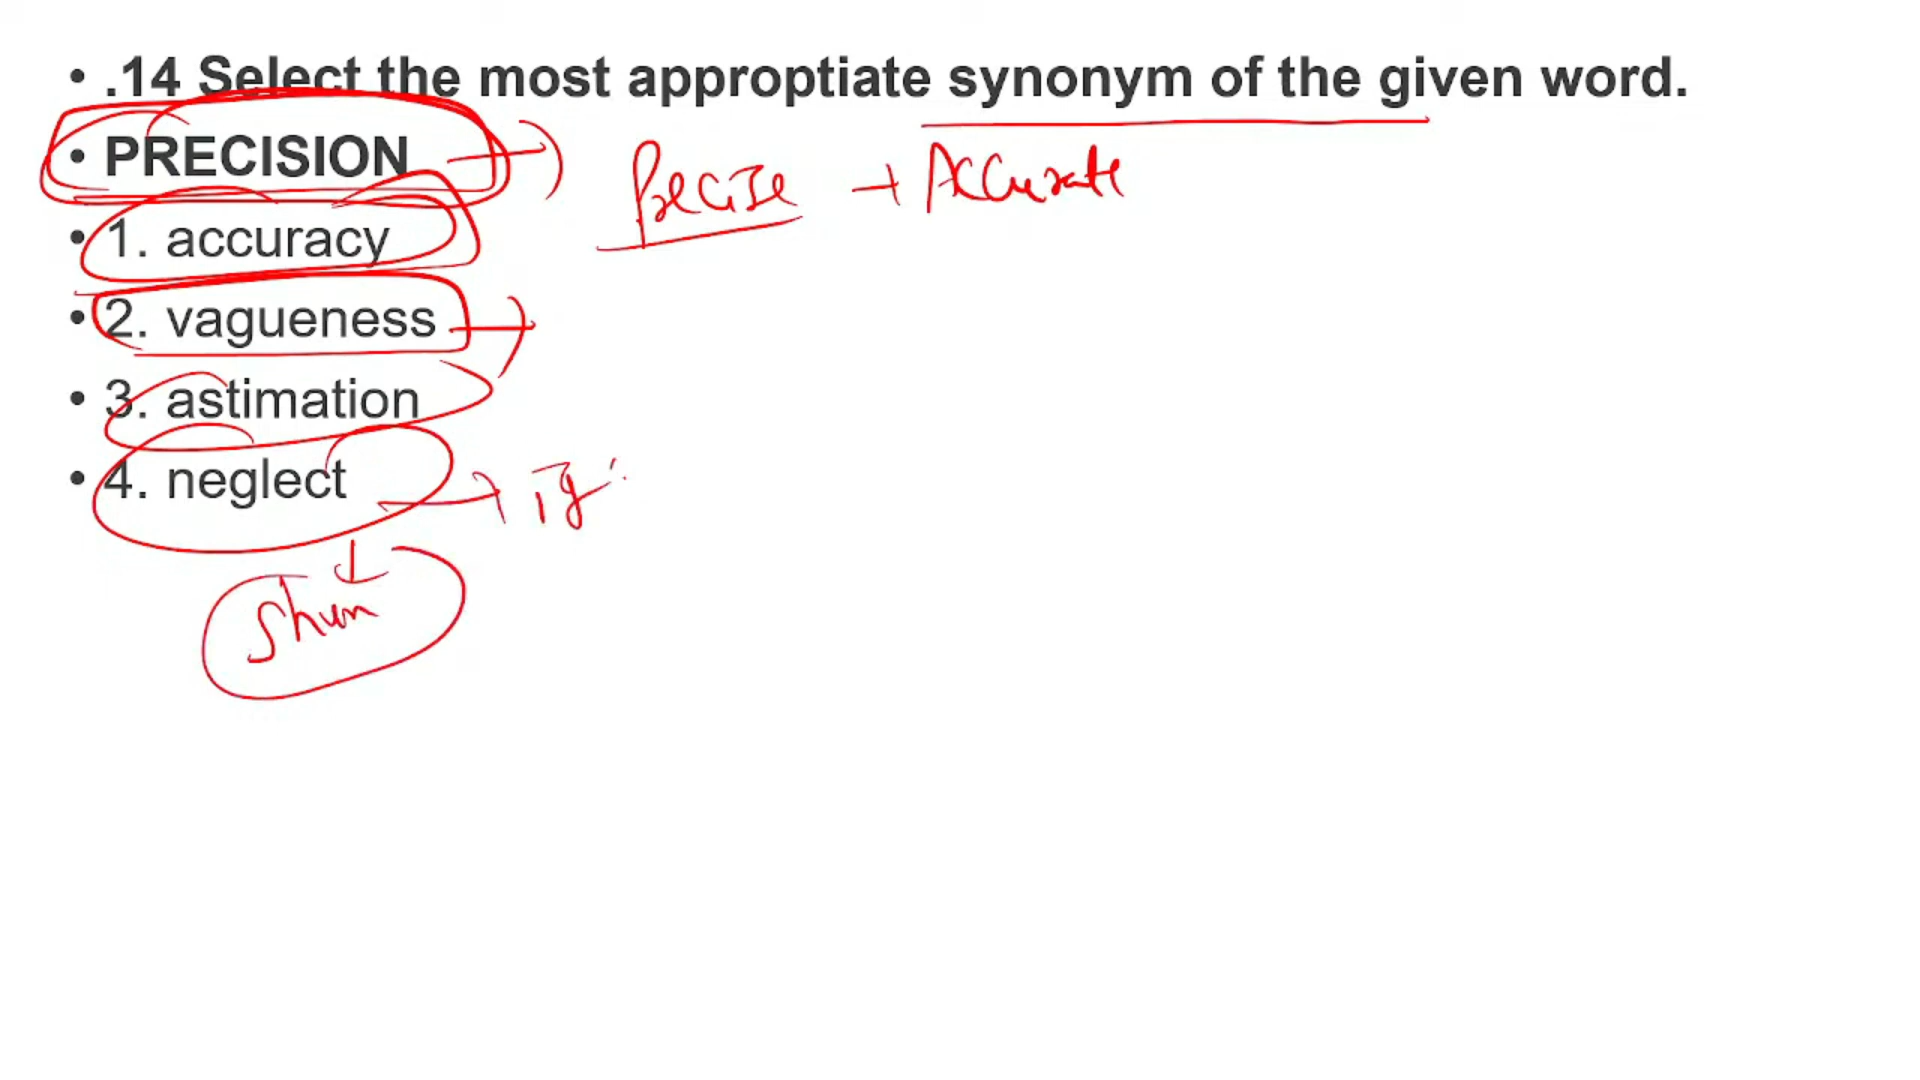 • .14 Select the most approptiate synonym of the given word.
• PRECISION
Precise → Accurate
• 1. accuracy
• 2. vagueness
• 3. astimation
• 4. neglect
Ig
Shun